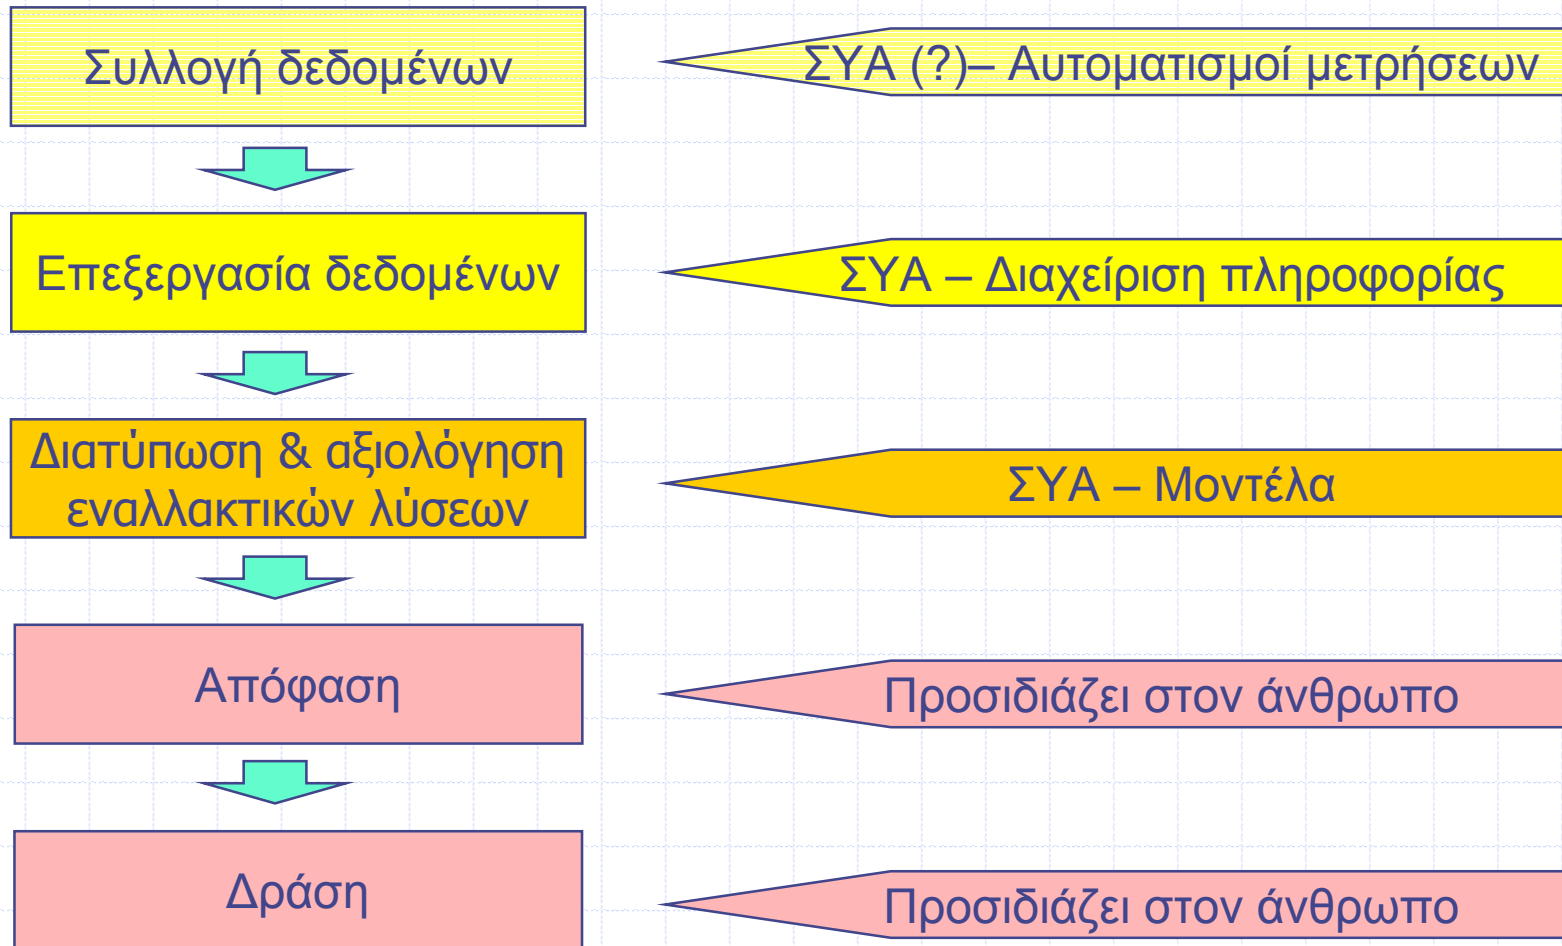 Συλλογή δεδομένων
ΣΥΑ (?)– Αυτοματισμοί μετρήσεων
Επεξεργασία δεδομένων
ΣΥΑ – Διαχείριση πληροφορίας
Διατύπωση & αξιολόγηση
εναλλακτικών λύσεων
ΣΥΑ – Μοντέλα
Απόφαση
Προσιδιάζει στον άνθρωπο
Δράση
Προσιδιάζει στον άνθρωπο